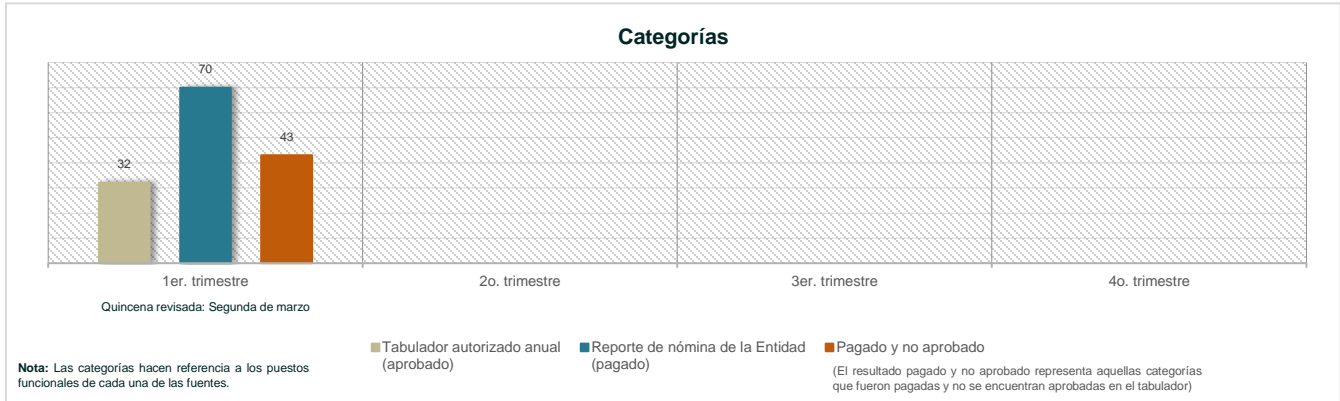 Categorías
70
43
32
1er. trimestre
2o. trimestre
3er. trimestre
4o. trimestre
Quincena revisada: Segunda de marzo
Tabulador autorizado anual
(aprobado)
Reporte de nómina de la Entidad
(pagado)
Pagado y no aprobado
(El resultado pagado y no aprobado representa aquellas categorías
que fueron pagadas y no se encuentran aprobadas en el tabulador)
Nota: Las categorías hacen referencia a los puestos
funcionales de cada una de las fuentes.